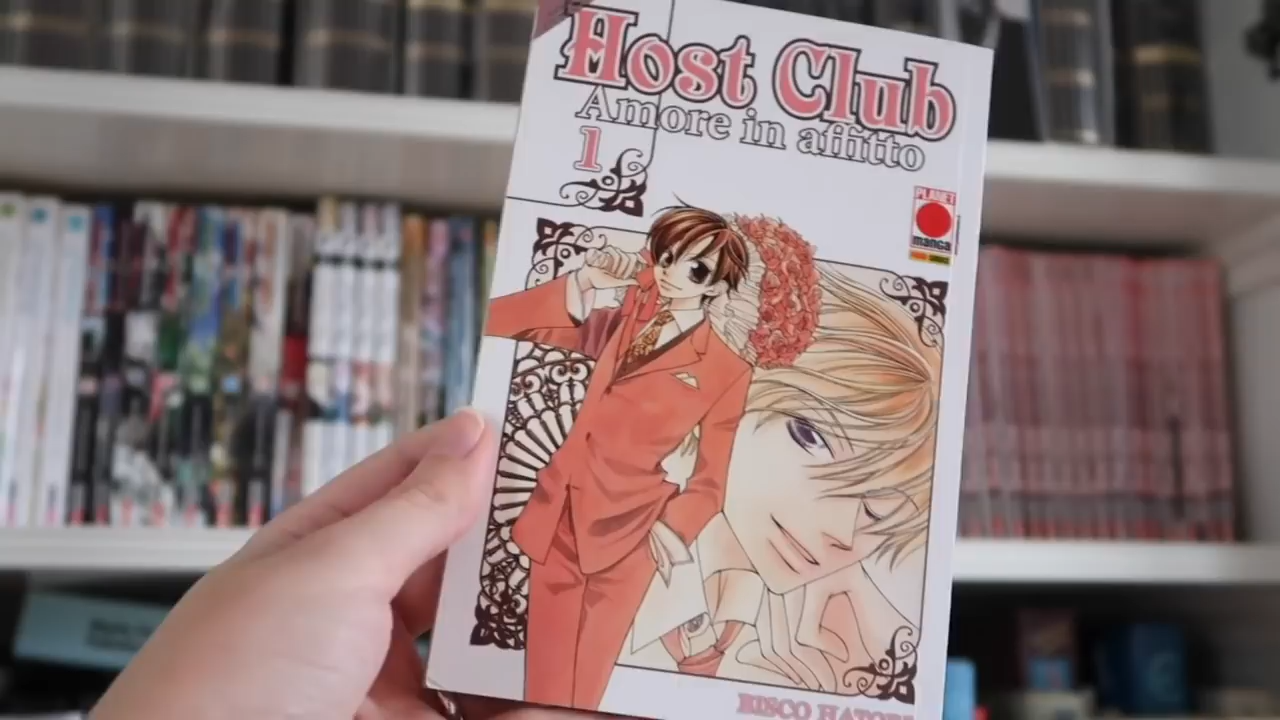 Host Club
Amore in affitto
1
PLANET
manga
BISCO HATORI